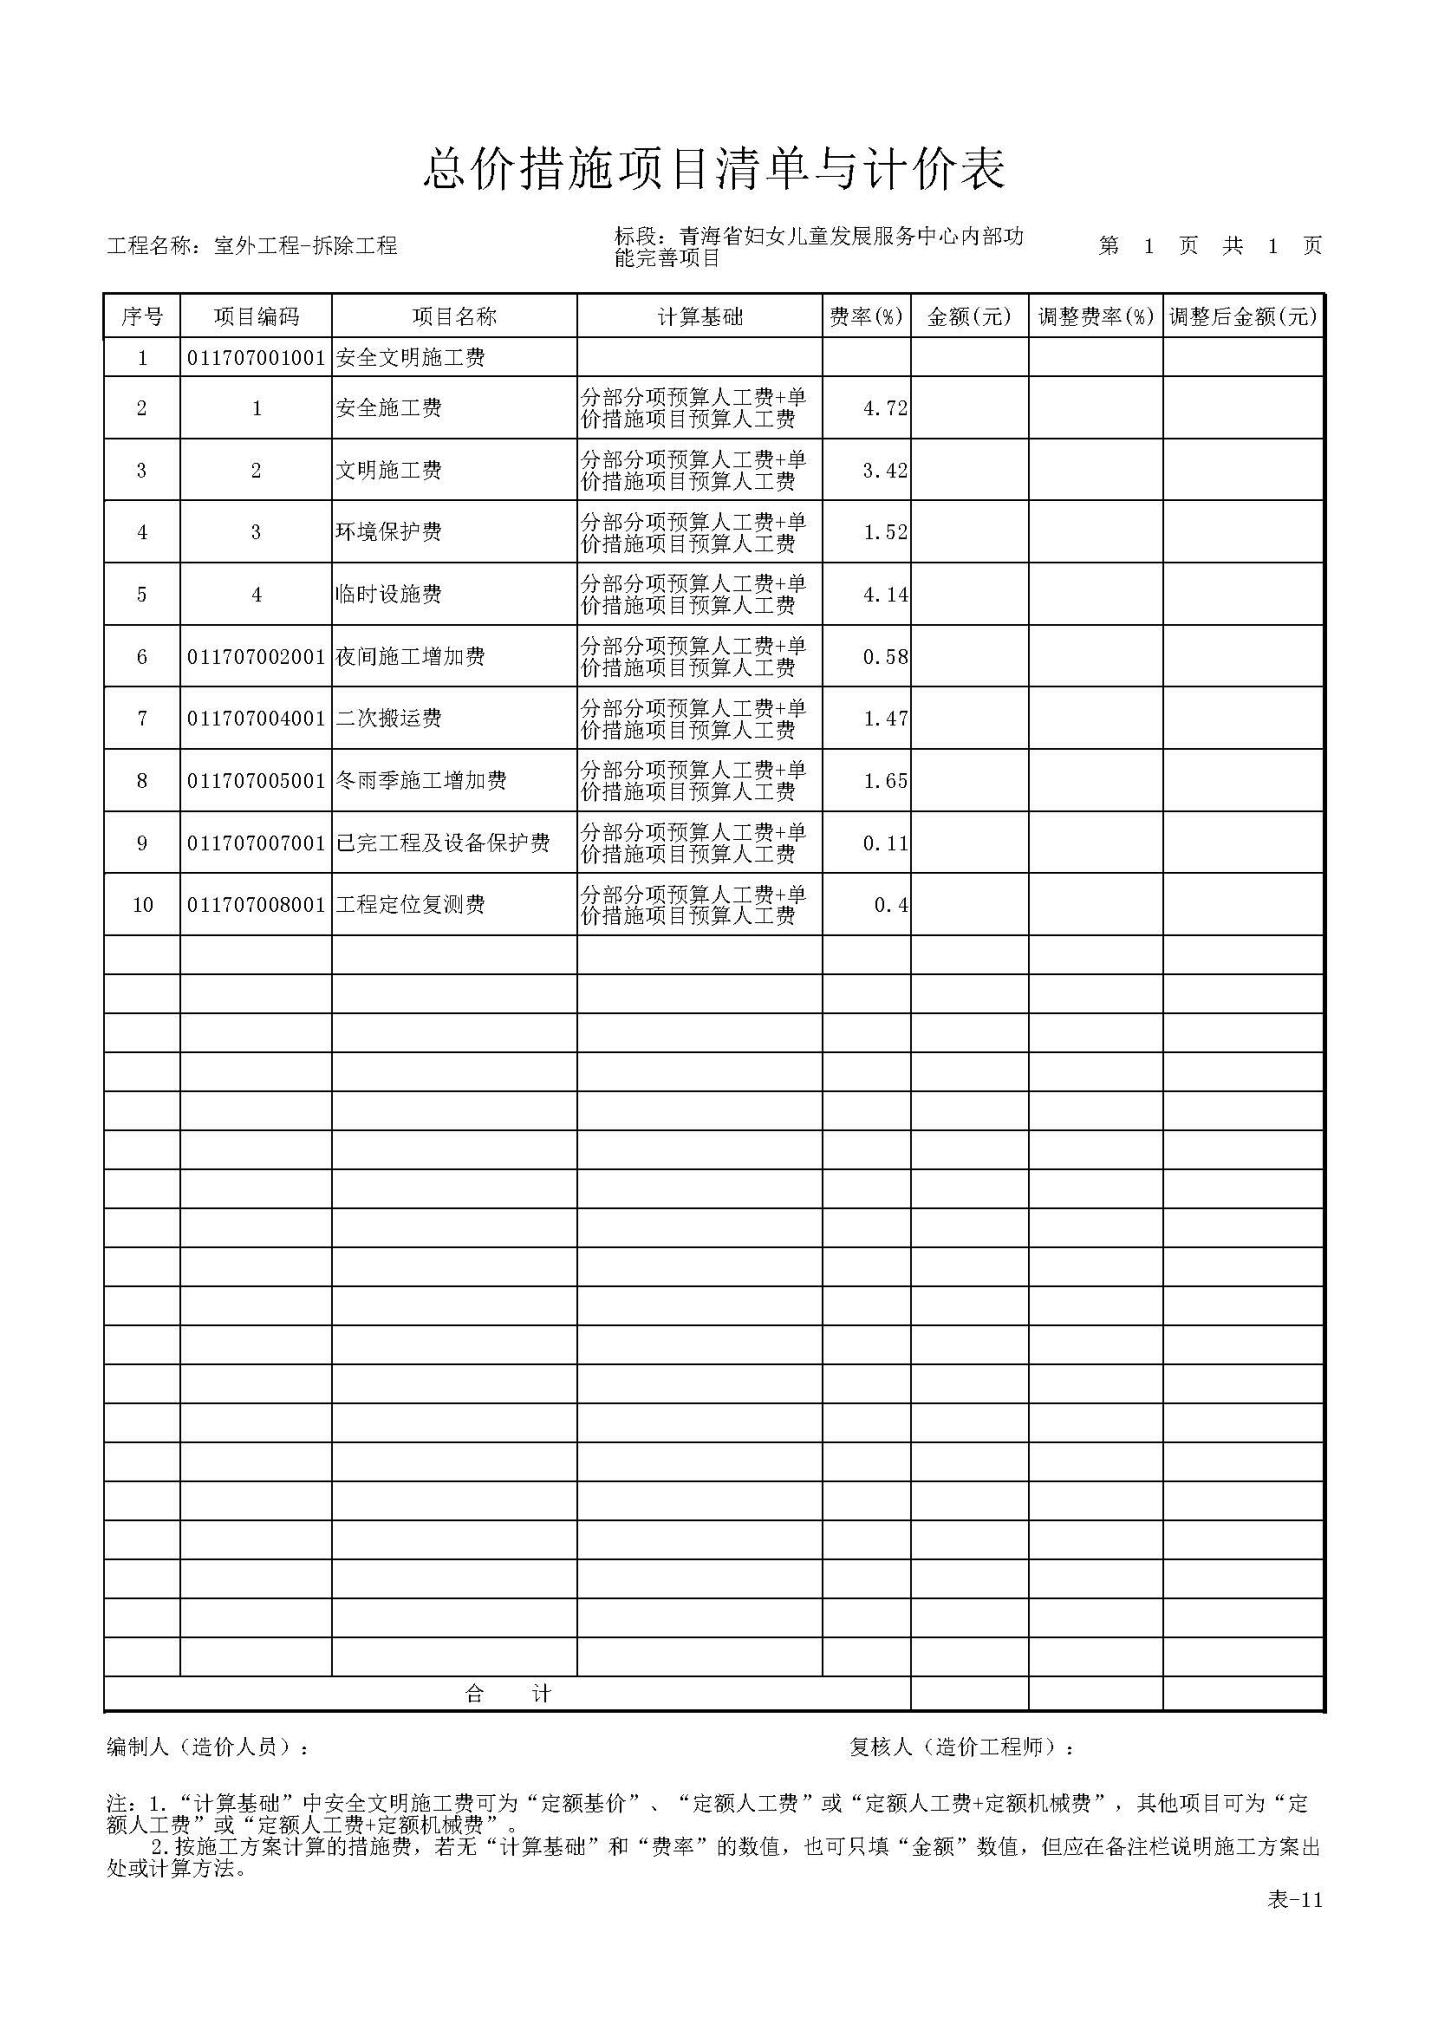 总价措施项目清单与计价表
工程名称：室外工程-拆除工程
标段：青海省妇女儿童发展服务中心内部功
能完善项目
第 1 页 共 1 页
序号 项目编码 项目名称 计算基础 费率(%) 金额(元) 调整费率(%) 调整后金额(元)
1 011707001001 安全文明施工费
2 1 安全施工费 分部分项预算人工费+单
价措施项目预算人工费 4.72
3 2 文明施工费 分部分项预算人工费+单
价措施项目预算人工费 3.42
4 3 环境保护费 分部分项预算人工费+单
价措施项目预算人工费 1.52
5 4 临时设施费 分部分项预算人工费+单
价措施项目预算人工费 4.14
6 011707002001 夜间施工增加费 分部分项预算人工费+单
价措施项目预算人工费 0.58
7 011707004001 二次搬运费 分部分项预算人工费+单
价措施项目预算人工费 1.47
8 011707005001 冬雨季施工增加费 分部分项预算人工费+单
价措施项目预算人工费 1.65
9 011707007001 已完工程及设备保护费 分部分项预算人工费+单
价措施项目预算人工费 0.11
10 011707008001 工程定位复测费 分部分项预算人工费+单
价措施项目预算人工费 0.4
合 计
编制人（造价人员）： 复核人（造价工程师）：
注：1.“计算基础”中安全文明施工费可为“定额基价”、“定额人工费”或“定额人工费+定额机械费”，其他项目可为“定
额人工费”或“定额人工费+定额机械费”。
2.按施工方案计算的措施费，若无“计算基础”和“费率”的数值，也可只填“金额”数值，但应在备注栏说明施工方案出
处或计算方法。
表-11